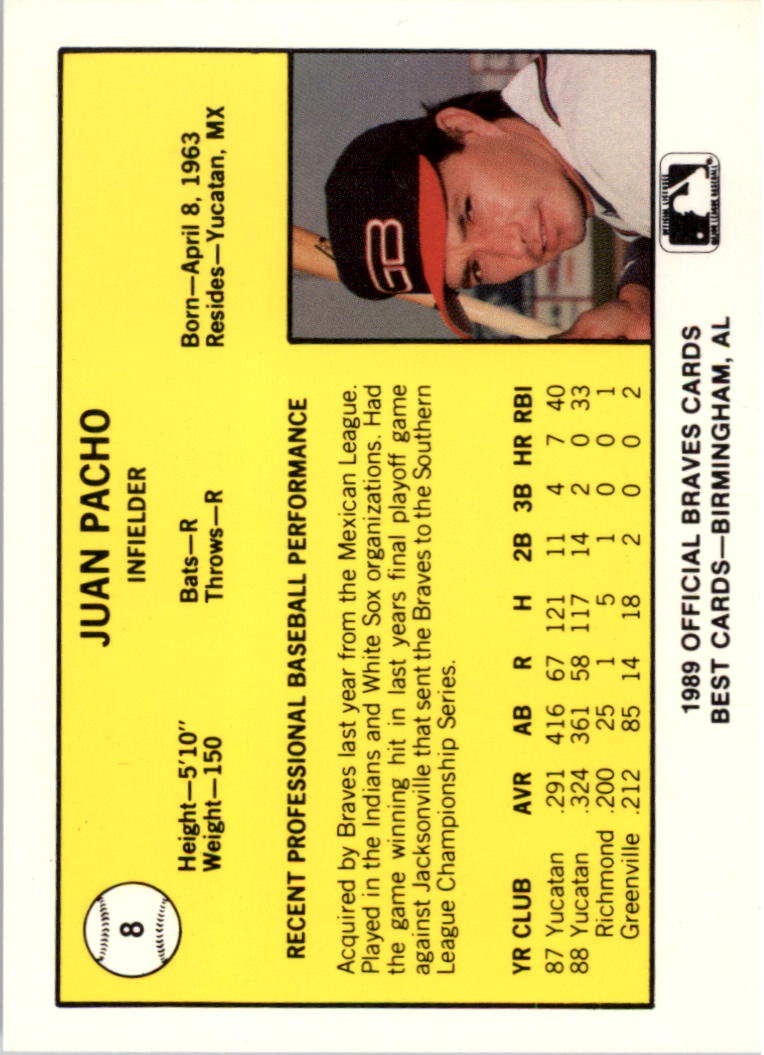 8
JUAN PACHO
INFIELDER
Height—5'10" Bats—R Born—April 8, 1963
Weight—150 Throws—R Resides—Yucatan, MX
RECENT PROFESSIONAL BASEBALL PERFORMANCE
Acquired by Braves last year from the Mexican League.
Played in the Indians and White Sox organizations. Had
the game winning hit in last years final playoff game
against Jacksonville that sent the Braves to the Southern
League Championship Series.
YR CLUB AVR AB R H 2B 3B HR RBI
87 Yucatan .291 416 67 121 11 4 7 40
88 Yucatan .324 361 58 117 14 2 0 33
Richmond .200 25 1 5 1 0 0 1
Greenville .212 85 14 18 2 0 0 2
GB
OFFICIAL LICENSEE
MAJOR LEAGUE BASEBALL
1989 OFFICIAL BRAVES CARDS
BEST CARDS—BIRMINGHAM, AL